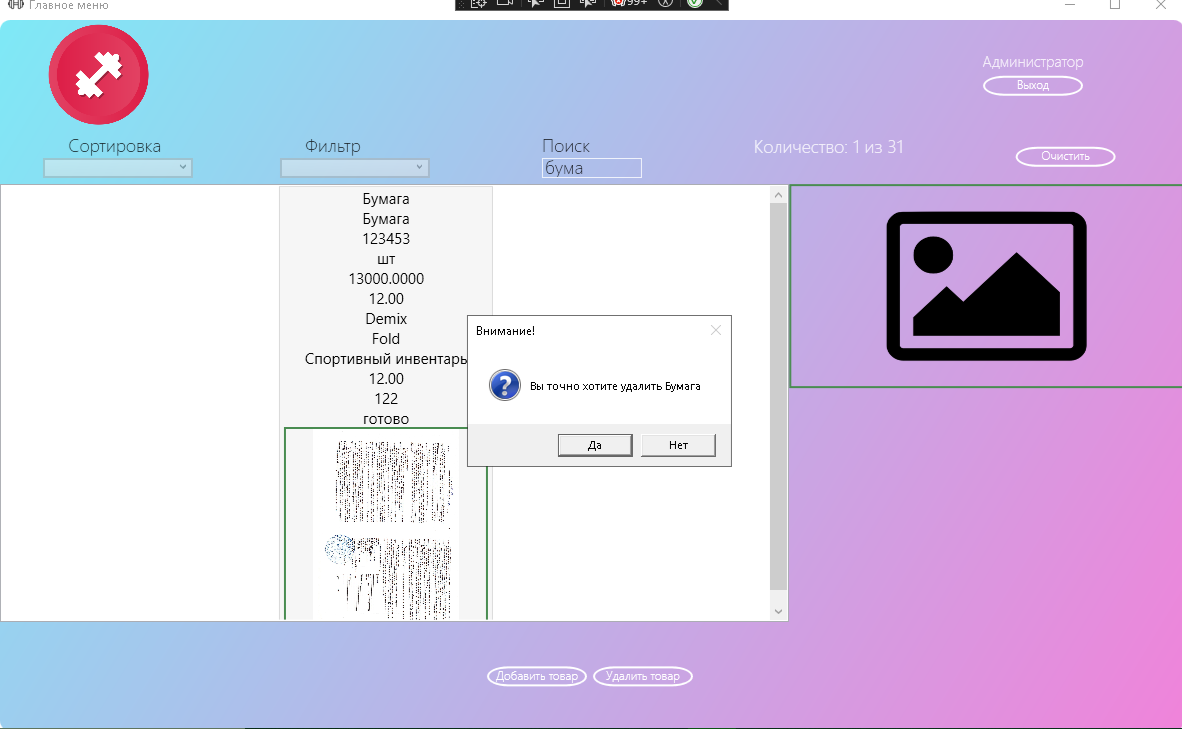 Главное меню
99+
Администратор
Выход
Сортировка
Фильтр
Поиск
бума
Количество: 1 из 31
Очистить
Бумага
Бумага
123453
шт
13000.0000
12.00
Demix
Fold
Спортивный инвентарь
12.00
122
готово
Внимание!
Вы точно хотите удалить Бумага
Да
Нет
Добавить товар
Удалить товар